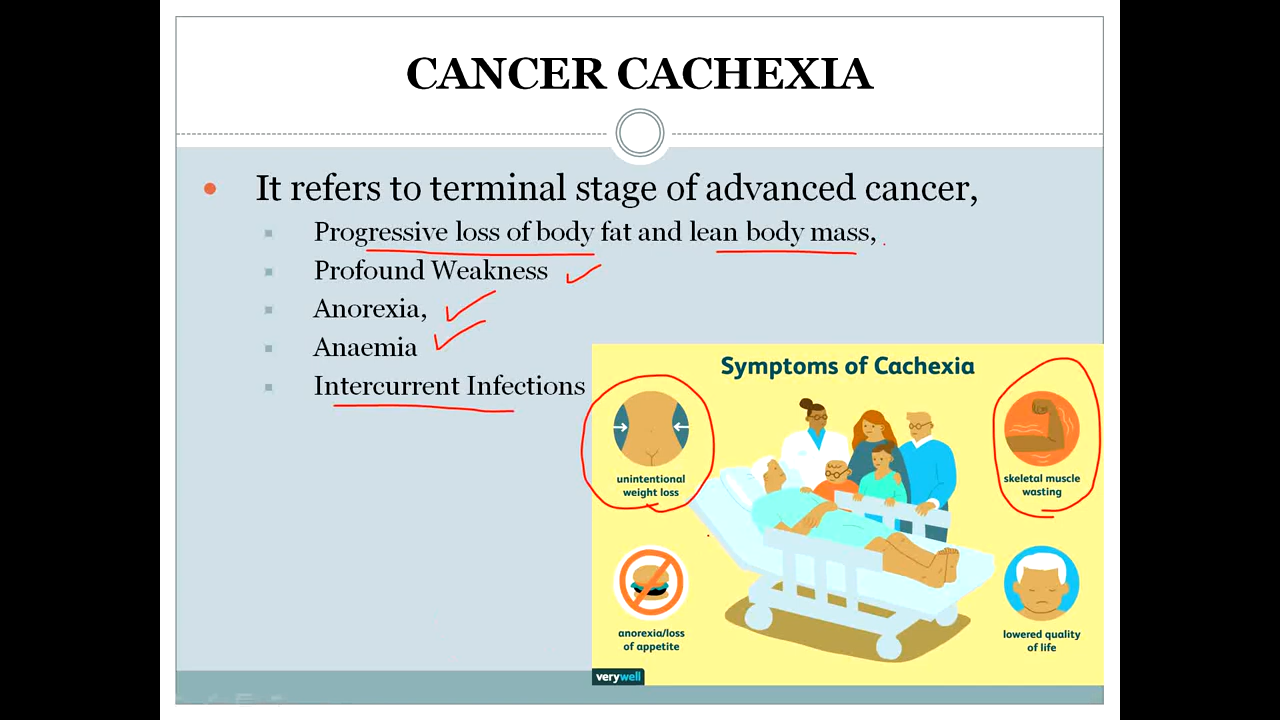 CANCER CACHEXIA
It refers to terminal stage of advanced cancer,
Progressive loss of body fat and lean body mass,
Profound Weakness
Anorexia,
Anaemia
Intercurrent Infections
Symptoms of Cachexia
unintentional
weight loss
skeletal muscle
wasting
anorexia/loss
of appetite
lowered quality
of life
verywell